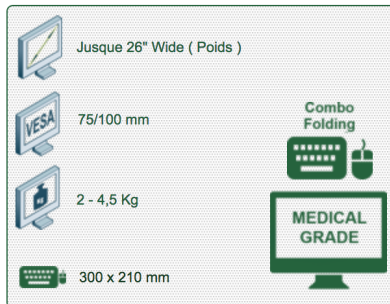 Jusque 26" Wide ( Poids )
VESA
75/100 mm
2 - 4,5 Kg
300 x 210 mm
Combo
Folding
MEDICAL
GRADE